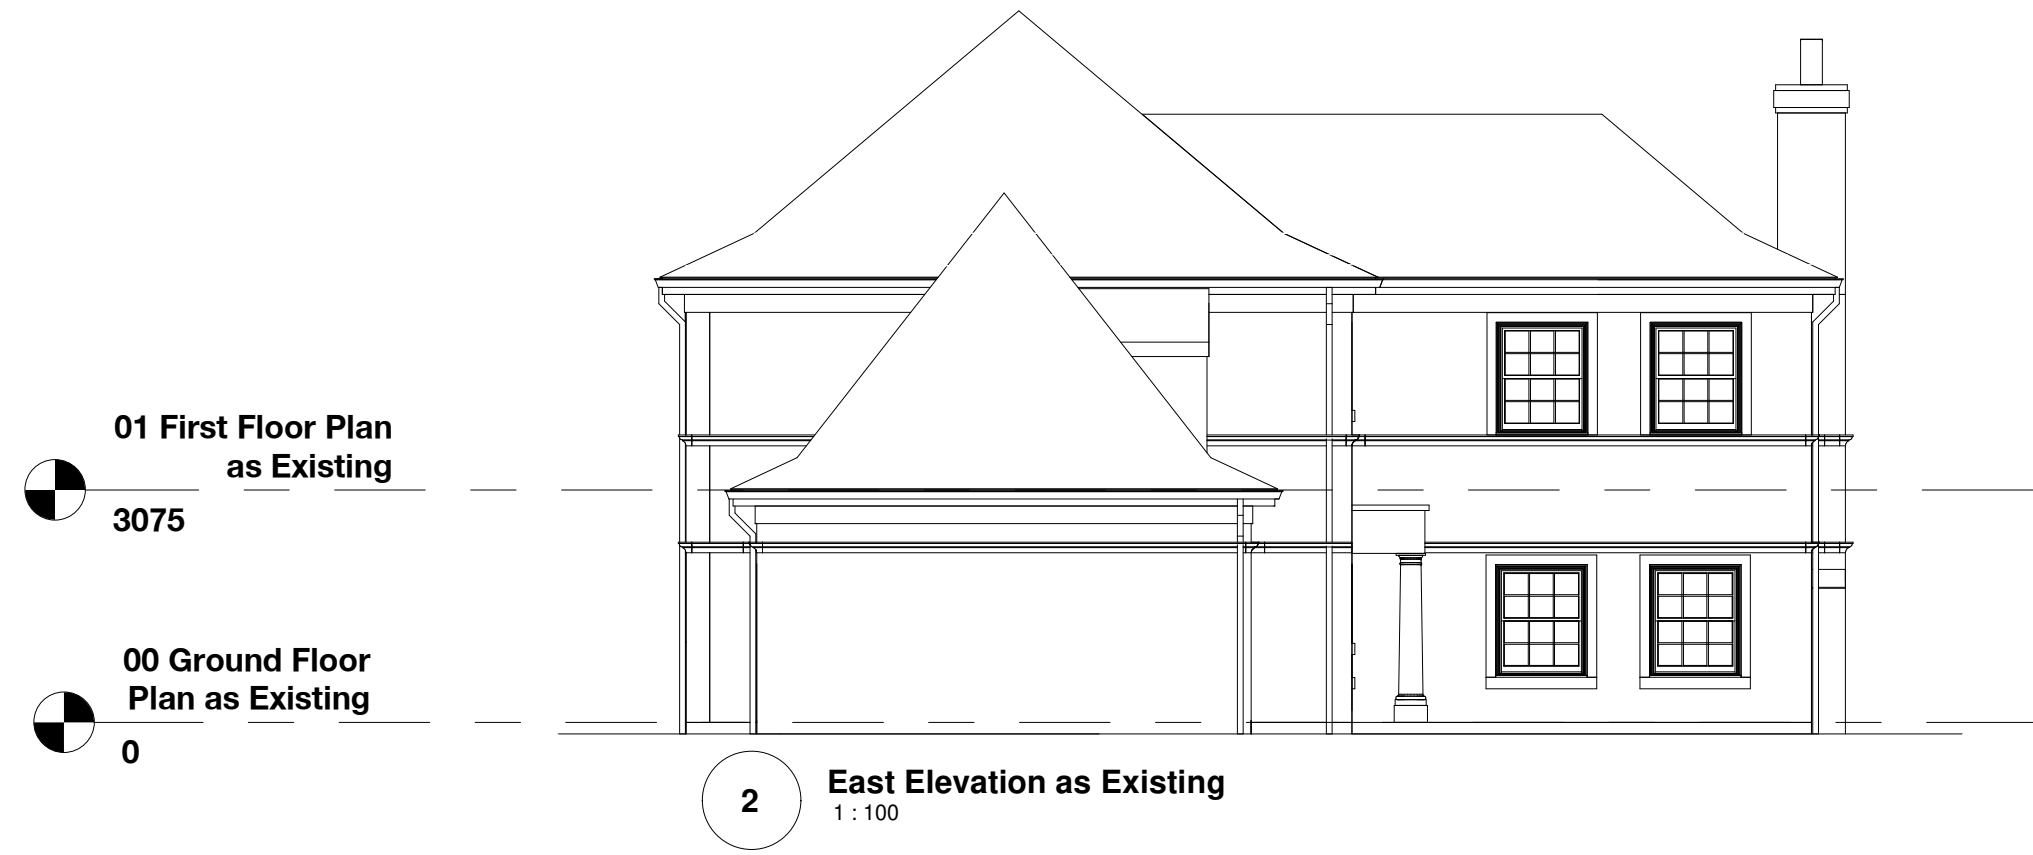 01 First Floor Plan
as Existing
3075
00 Ground Floor
Plan as Existing
0
2
East Elevation as Existing
1 : 100